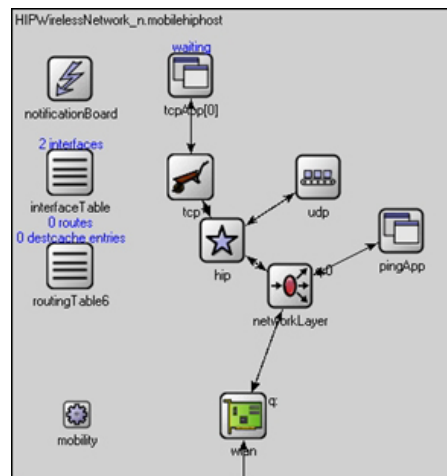 HIPWirelessNetwork_n.mobilehiphost
waiting
notificationBoard
tcpApp[0]
2 interfaces
interfaceTable
tcp
udp
0 routes
0 destcache entries
hip
pingApp
routingTable6
networkLayer
q:
mobility
wlan